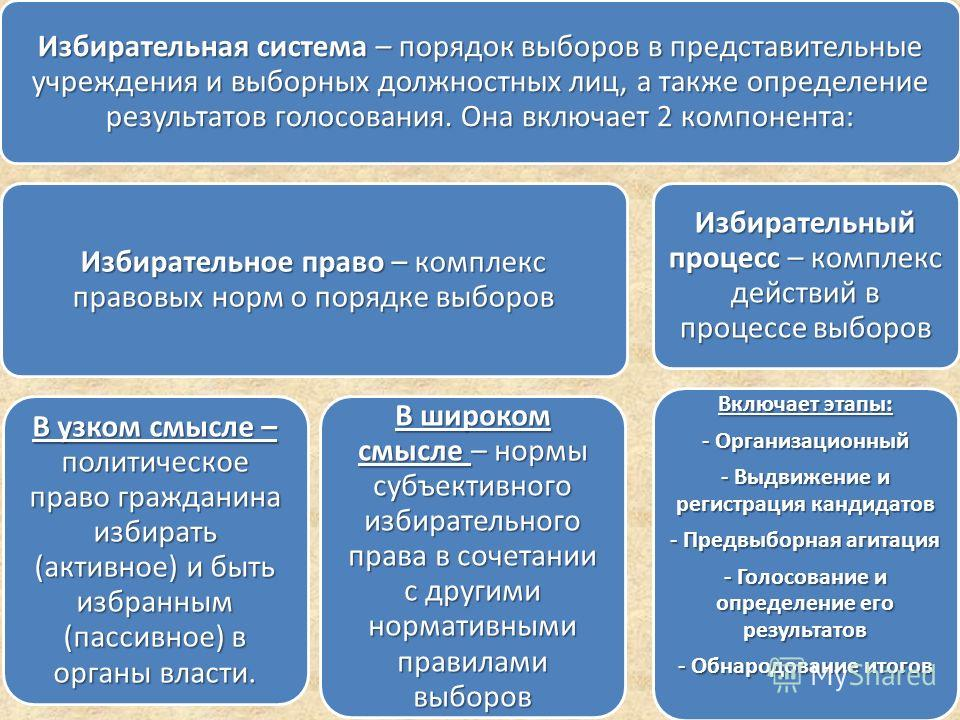 Избирательная система – порядок выборов в представительные
учреждения и выборных должностных лиц, а также определение
результатов голосования. Она включает 2 компонента:
Избирательное право – комплекс
правовых норм о порядке выборов
Избирательный
процесс – комплекс
действий в
процессе выборов
В узком смысле –
политическое
право гражданина
избирать
(активное) и быть
избранным
(пассивное) в
органы власти.
В широком
смысле – нормы
субъективного
избирательного
права в сочетании
с другими
нормативными
правилами
выборов
Включает этапы:
- Организационный
- Выдвижение и
регистрация кандидатов
- Предвыборная агитация
- Голосование и
определение его
результатов
- Обнародование итогов
MyShared